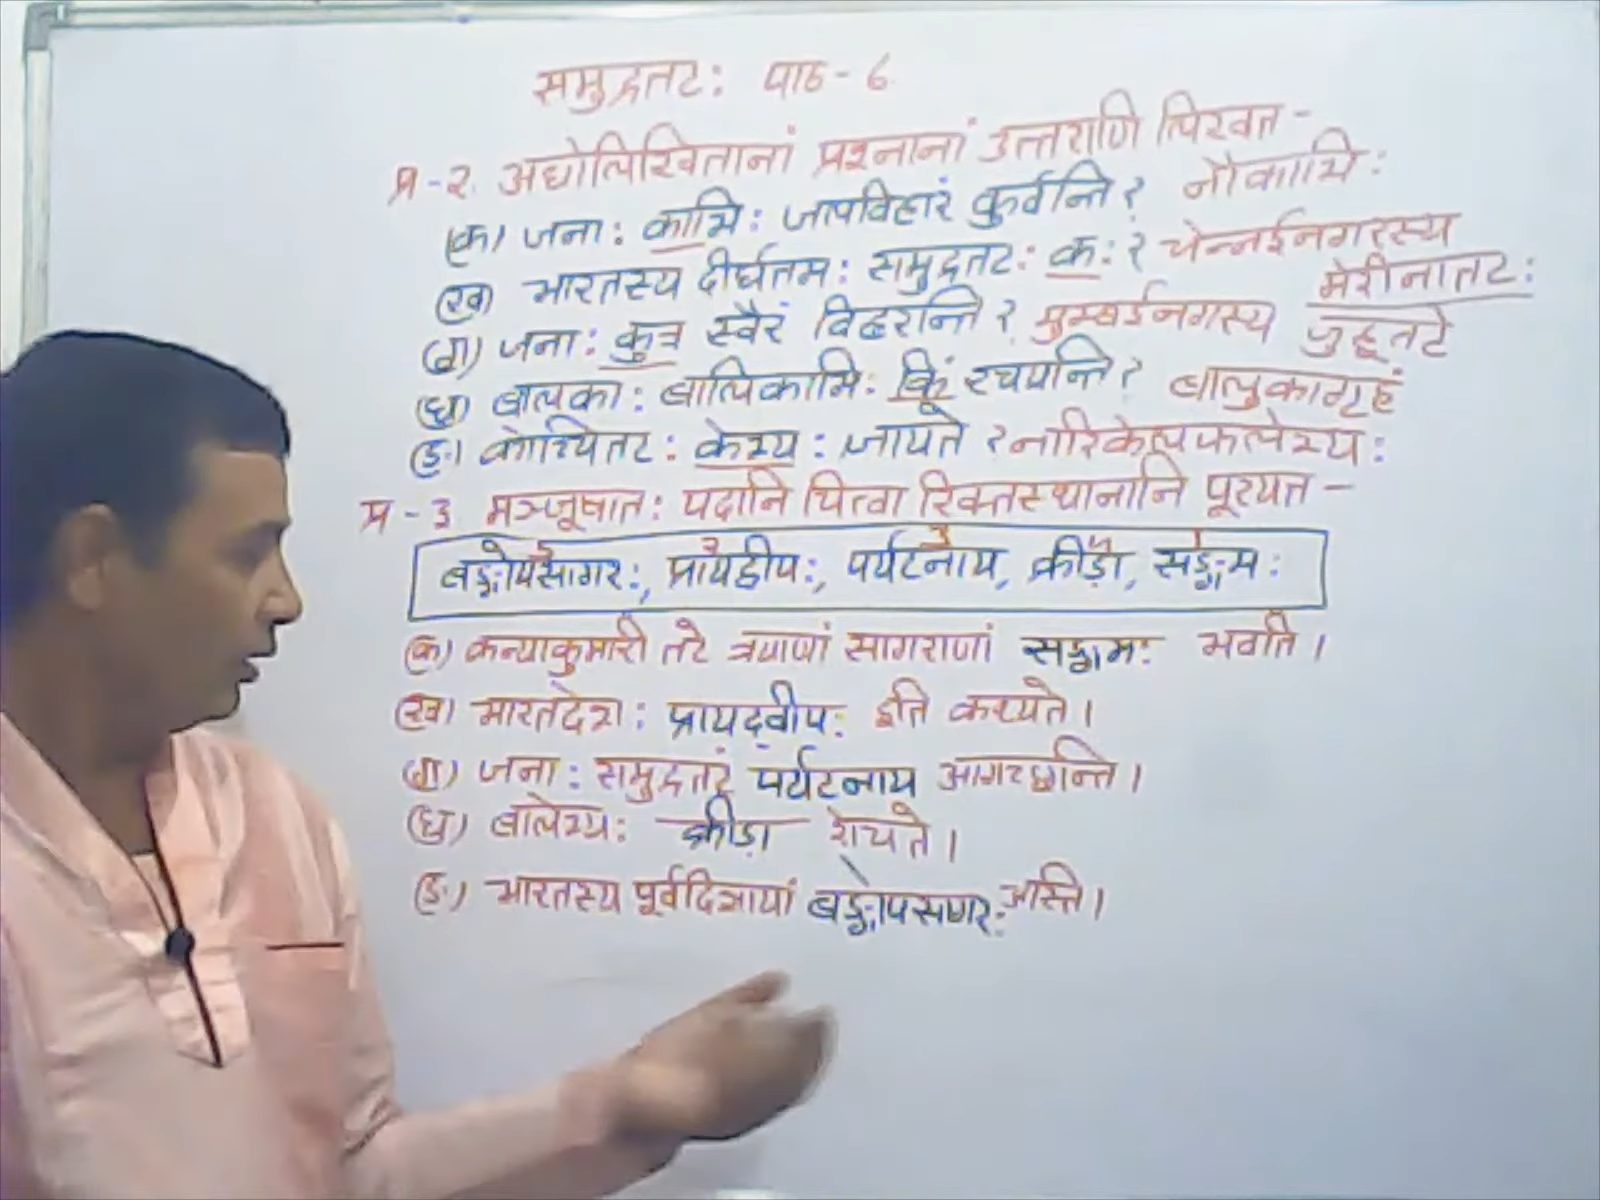 समुद्रतटः पाठ - ६
प्र - २. अधोलिखितानां प्रश्नानां उत्तराणि लिखत -
(क) जनाः काभिः जलविहारं कुर्वन्ति ? नौकाभिः
(ख) भारतस्य दीर्घतमः समुद्रतटः कः ? चेन्नईनगरस्य मेरीनातटः
(ग) जनाः कुत्र स्वैरं विहरन्ति ? मुम्बईनगस्य जुहूतटे
(घ) बालकाः बालिकाभिः किं रचयन्ति ? बालुकागृहं
(ङ) कोच्चितटः केभ्यः जायते ? नारिकेलफलेभ्यः
प्र - 3 मञ्जूषातः पदानि चित्वा रिक्तस्थानानि पूरयत -
बङ्गोपसागरः, प्रायद्वीपः, पर्यटनाय, क्रीडा, सङ्गमः
(क) कन्याकुमारी तटे त्रयाणां सागराणां सङ्गमः भवति ।
(ख) भारतदेशः प्रायद्वीपः इति कथ्यते ।
(ग) जनाः समुद्रतटं पर्यटनाय आगच्छन्ति ।
(घ) बालेभ्यः क्रीडा रोचते ।
(ङ) भारतस्य पूर्वदिशायां बङ्गोपसागरः अस्ति ।